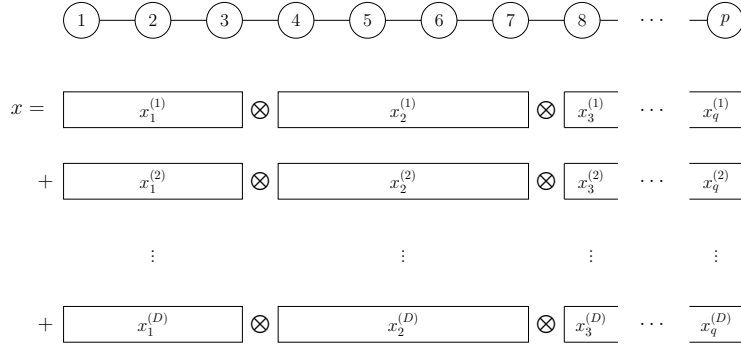 1 2 3 4 5 6 7 8 ⋯ p
x = x_1^{(1)} ⊗ x_2^{(1)} ⊗ x_3^{(1)} ⋯ x_q^{(1)}
+ x_1^{(2)} ⊗ x_2^{(2)} ⊗ x_3^{(2)} ⋯ x_q^{(2)}
⋮ ⋮ ⋮ ⋮
+ x_1^{(D)} ⊗ x_2^{(D)} ⊗ x_3^{(D)} ⋯ x_q^{(D)}